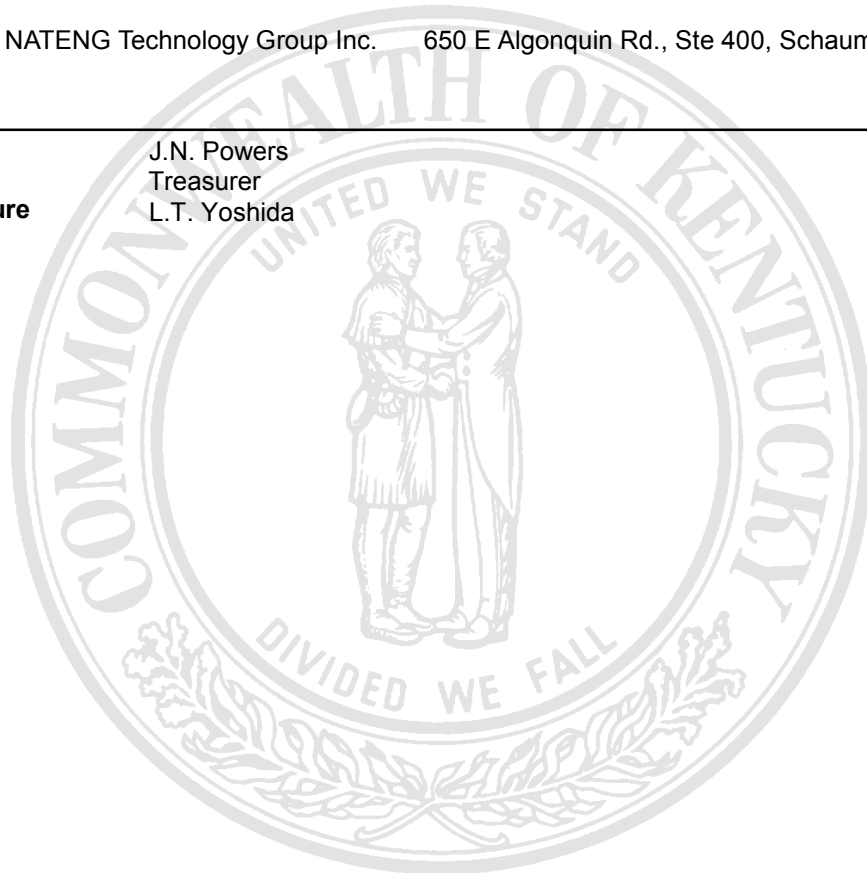 NATENG Technology Group Inc. 650 E Algonquin Rd., Ste 400, Schaum
J.N. Powers
Treasurer
ure L.T. Yoshida
COMMONWEALTH OF KENTUCKY
UNITED WE STAND
DIVIDED WE FALL